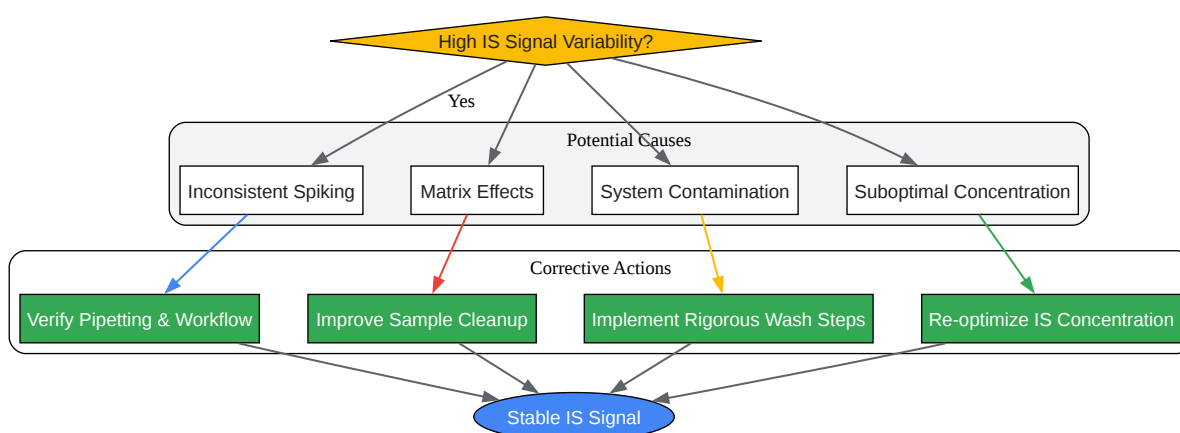 High IS Signal Variability?
Yes
Potential Causes
Inconsistent Spiking
Matrix Effects
System Contamination
Suboptimal Concentration
Corrective Actions
Verify Pipetting & Workflow
Improve Sample Cleanup
Implement Rigorous Wash Steps
Re-optimize IS Concentration
Stable IS Signal